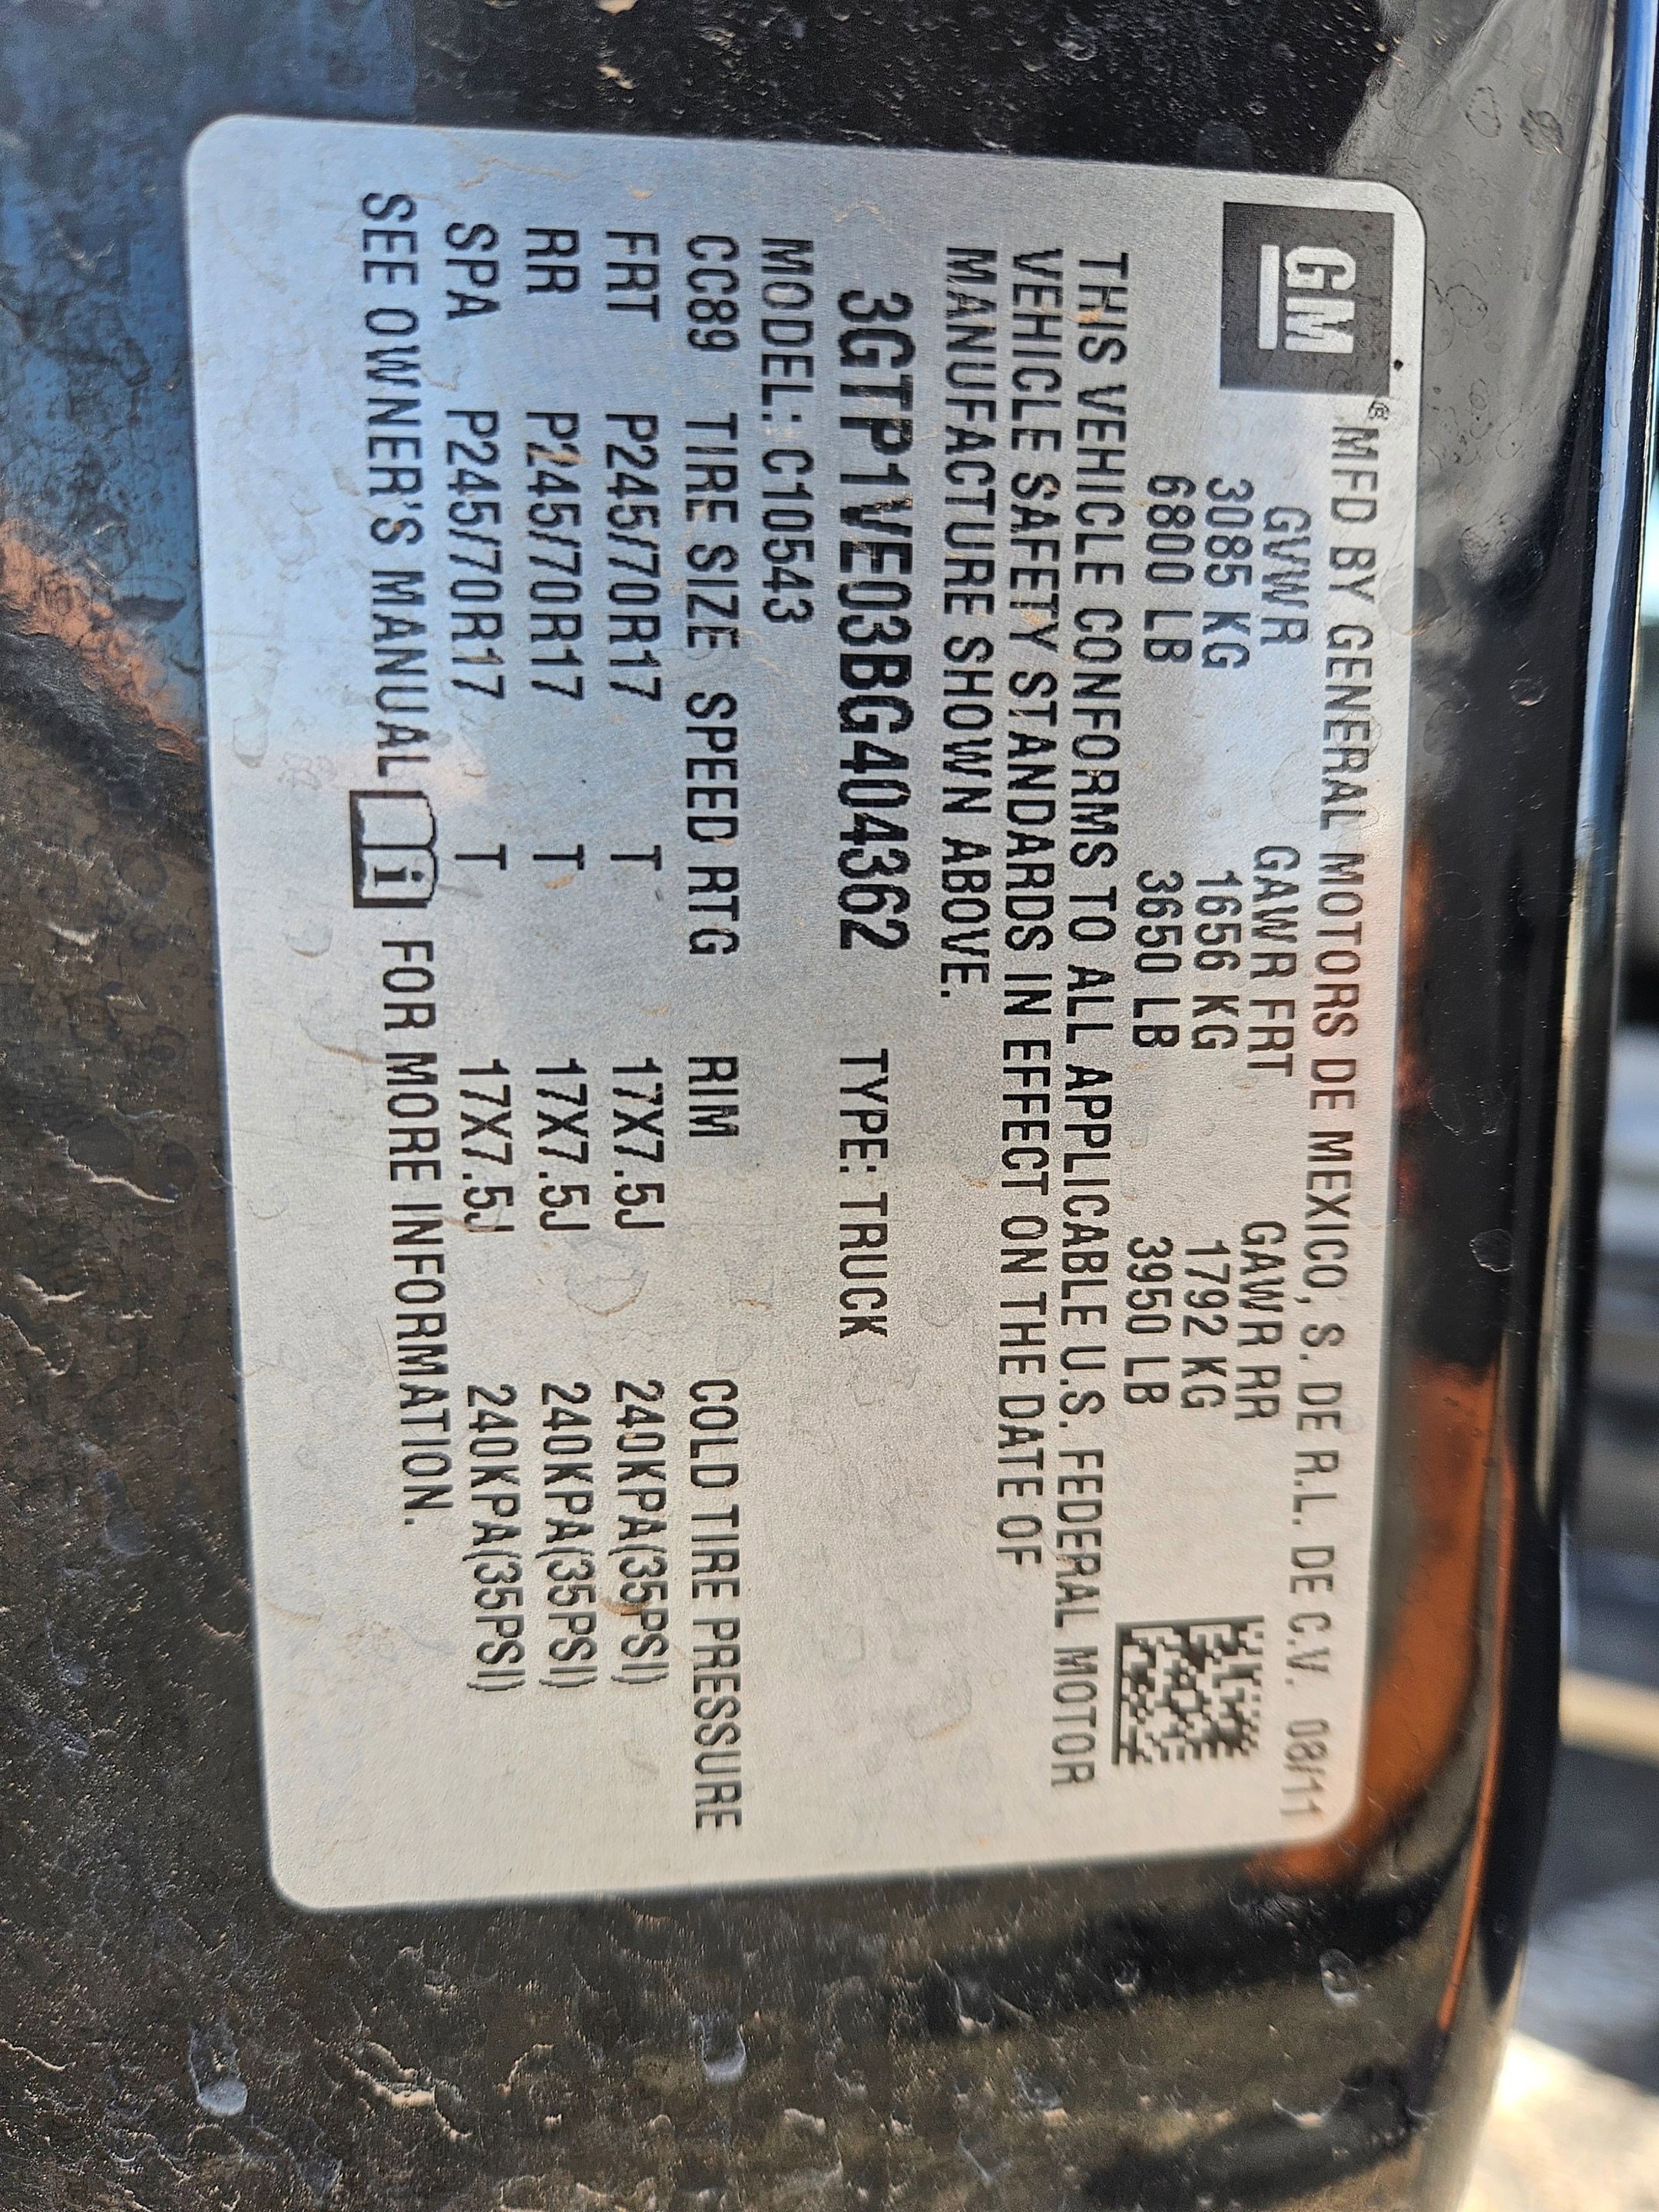 GM® MFD BY GENERAL MOTORS DE MEXICO, S. DE R.L. DE C.V. 08/11
GVWR GAWR FRT GAWR RR
3085 KG 1656 KG 1792 KG
6800 LB 3650 LB 3950 LB
THIS VEHICLE CONFORMS TO ALL APPLICABLE U.S. FEDERAL MOTOR
VEHICLE SAFETY STANDARDS IN EFFECT ON THE DATE OF
MANUFACTURE SHOWN ABOVE.
3GTP1VE03BG404362 TYPE: TRUCK
MODEL: C10543
CC89 TIRE SIZE SPEED RTG RIM COLD TIRE PRESSURE
FRT P245/70R17 T 17X7.5J 240KPA(35PSI)
RR P245/70R17 T 17X7.5J 240KPA(35PSI)
SPA P245/70R17 T 17X7.5J 240KPA(35PSI)
SEE OWNER'S MANUAL i FOR MORE INFORMATION.